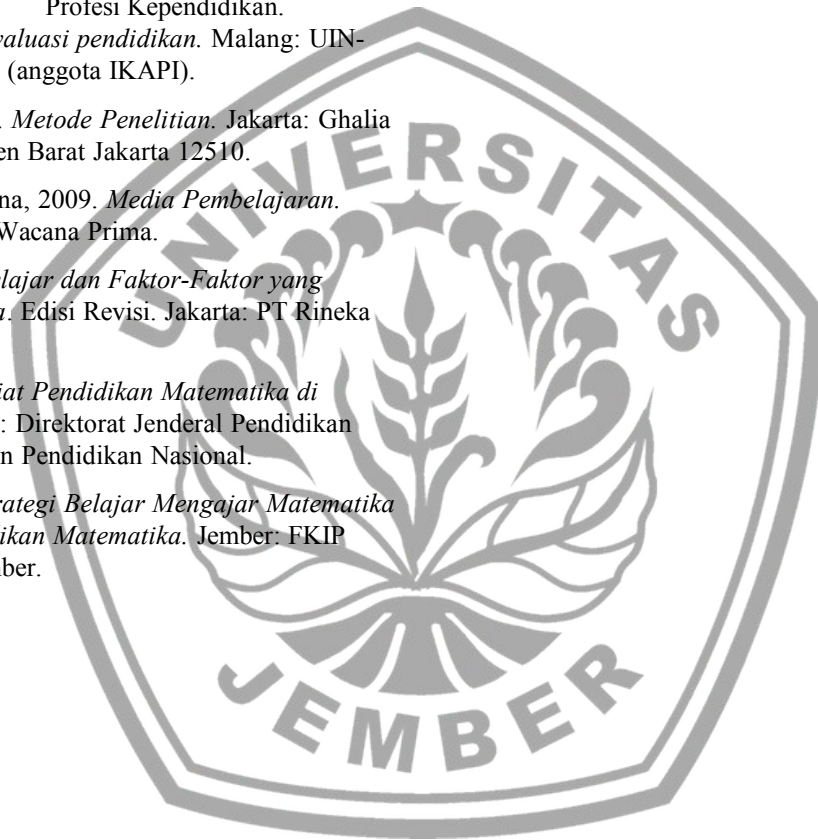 Profesi Kependidikan.
valuasi pendidikan. Malang: UIN-
(anggota IKAPI).
. Metode Penelitian. Jakarta: Ghalia
en Barat Jakarta 12510.
na, 2009. Media Pembelajaran.
Wacana Prima.
elajar dan Faktor-Faktor yang
a. Edisi Revisi. Jakarta: PT Rineka
iat Pendidikan Matematika di
: Direktorat Jenderal Pendidikan
n Pendidikan Nasional.
rategi Belajar Mengajar Matematika
ikan Matematika. Jember: FKIP
ber.
UNIVERSITAS
JEMBER